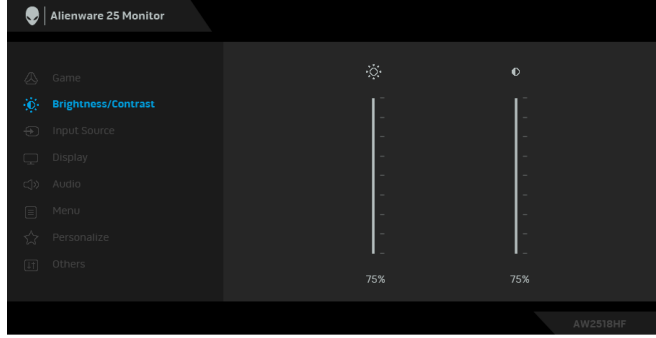 Alienware 25 Monitor
Game
Brightness/Contrast
Input Source
Display
Audio
Menu
Personalize
Others
75%
75%
AW2518HF